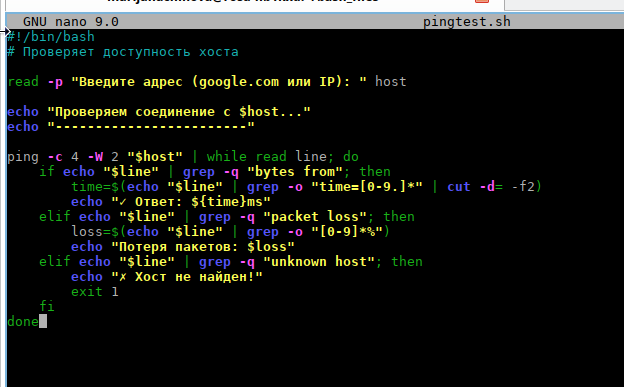 GNU nano 9.0 pingtest.sh
#!/bin/bash
# Проверяет доступность хоста
read -p "Введите адрес (google.com или IP): " host
echo "Проверяем соединение с $host..."
echo "------------------------"
ping -c 4 -W 2 "$host" | while read line; do
if echo "$line" | grep -q "bytes from"; then
time=$(echo "$line" | grep -o "time=[0-9.]*" | cut -d= -f2)
echo "✓ Ответ: ${time}ms"
elif echo "$line" | grep -q "packet loss"; then
loss=$(echo "$line" | grep -o "[0-9]*%")
echo "Потеря пакетов: $loss"
elif echo "$line" | grep -q "unknown host"; then
echo "✗ Хост не найден!"
exit 1
fi
done